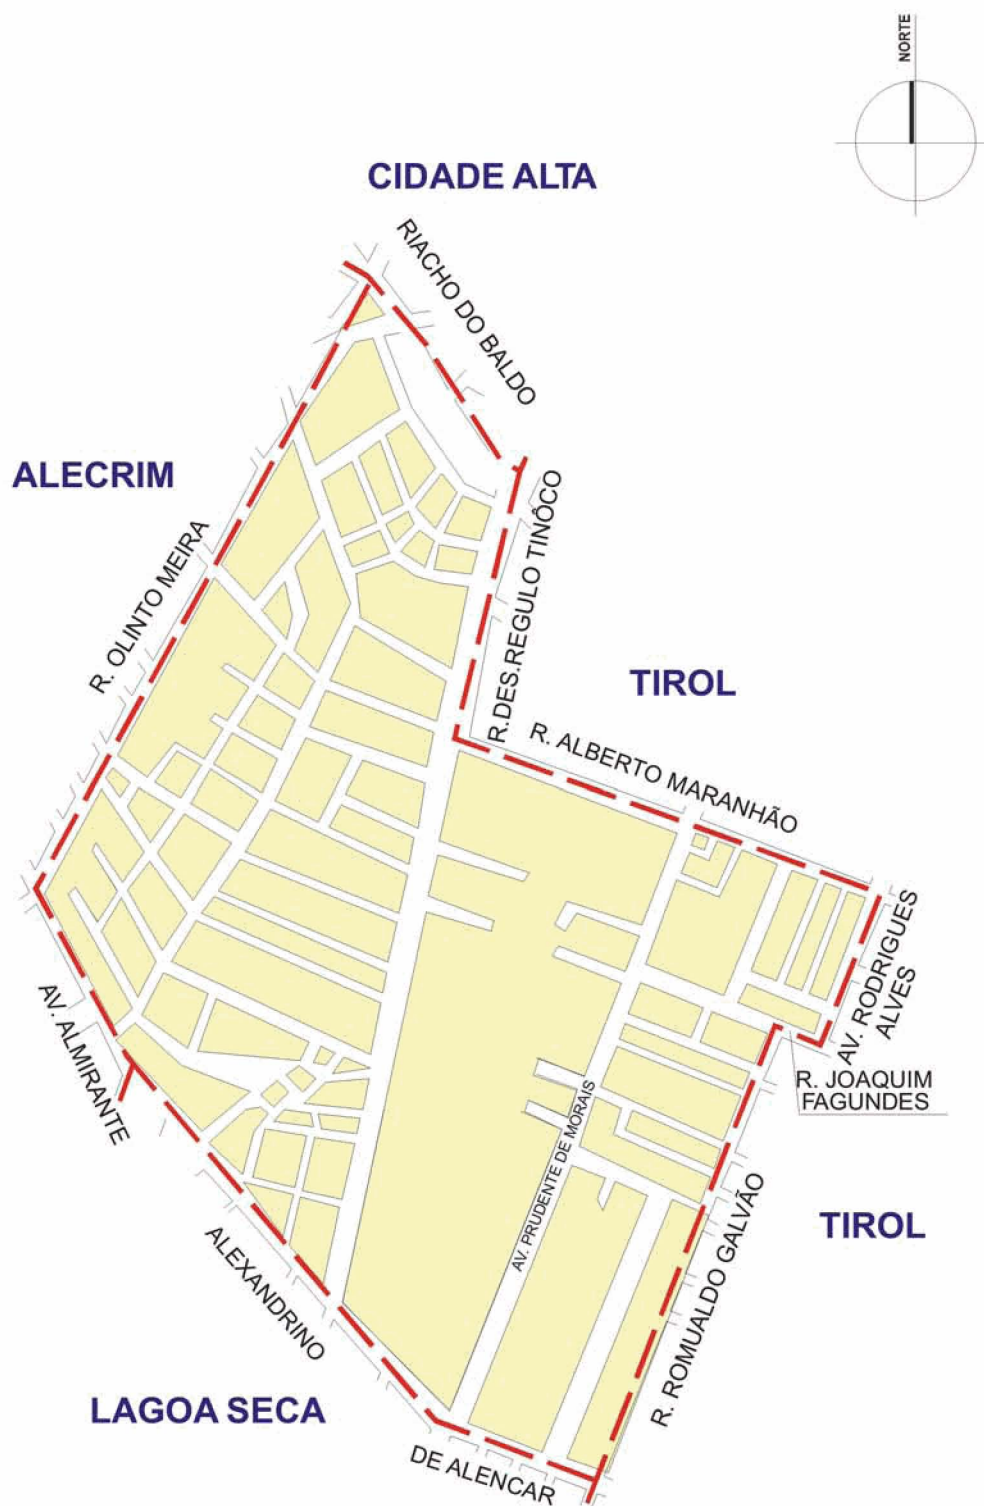 NORTE
CIDADE ALTA
RIACHO DO BALDO
ALECRIM
R. OLINTO MEIRA
R.DES.REGULO TINÔCO
TIROL
R. ALBERTO MARANHÃO
AV. RODRIGUES
ALVES
R. JOAQUIM
FAGUNDES
AV. ALMIRANTE
AV. PRUDENTE DE MORAIS
R. ROMUALDO GALVÃO
TIROL
ALEXANDRINO
LAGOA SECA
DE ALENCAR